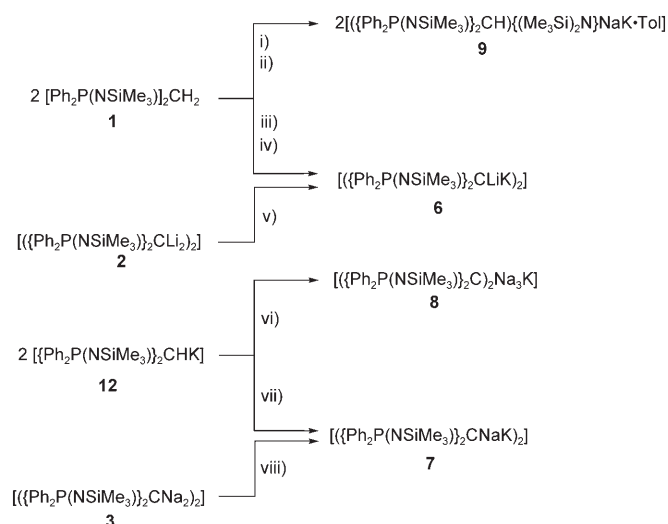 2[({Ph₂P(NSiMe₃)}₂CH){(Me₃Si)₂N}NaK•Tol]
9
i)
ii)
2 [Ph₂P(NSiMe₃)]₂CH₂
1
iii)
iv)
[({Ph₂P(NSiMe₃)}₂CLiK)₂]
6
v)
[({Ph₂P(NSiMe₃)}₂CLi₂)₂)]
2
[({Ph₂P(NSiMe₃)}₂C)₂Na₃K]
8
vi)
2 [{Ph₂P(NSiMe₃)}₂CHK]
12
vii)
[({Ph₂P(NSiMe₃)}₂CNaK)₂]
7
viii)
[({Ph₂P(NSiMe₃)}₂CNa₂)₂)]
3